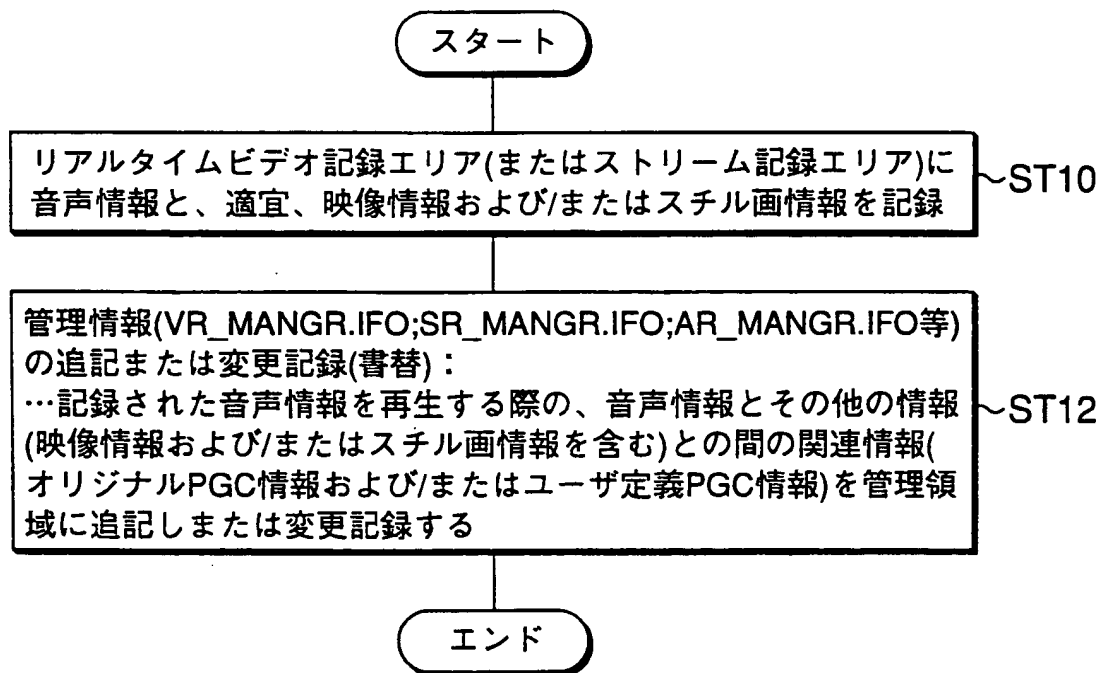 スタート
リアルタイムビデオ記録エリア(またはストリーム記録エリア)に
音声情報と、適宜、映像情報および/またはスチル画情報を記録
~ST10
管理情報(VR_MANGR.IFO;SR_MANGR.IFO;AR_MANGR.IFO等)
の追記または変更記録(書替)：
…記録された音声情報を再生する際の、音声情報とその他の情報
(映像情報および/またはスチル画情報を含む)との間の関連情報(
オリジナルPGC情報および/またはユーザ定義PGC情報)を管理領
域に追記しまたは変更記録する
~ST12
エンド